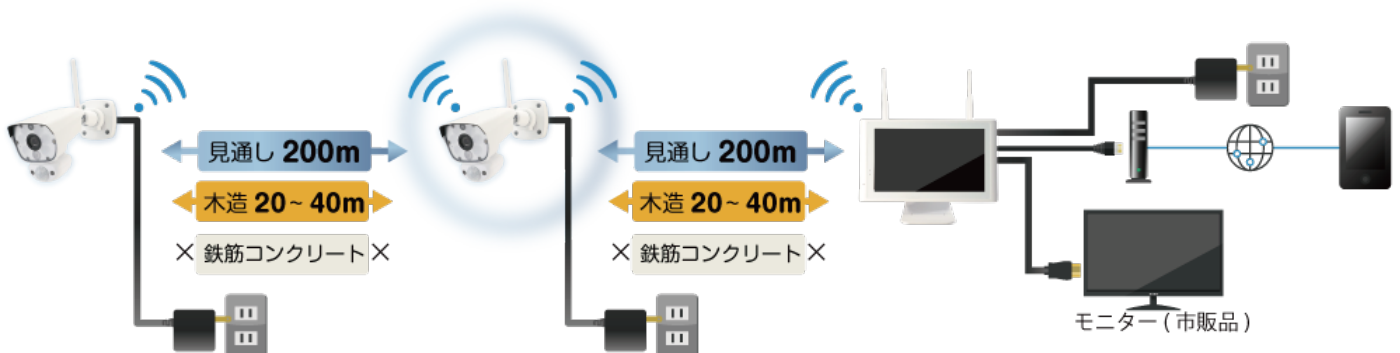 見通し 200m
木造 20~ 40m
× 鉄筋コンクリート ×
見通し 200m
木造 20~ 40m
× 鉄筋コンクリート ×
モニター ( 市販品 )